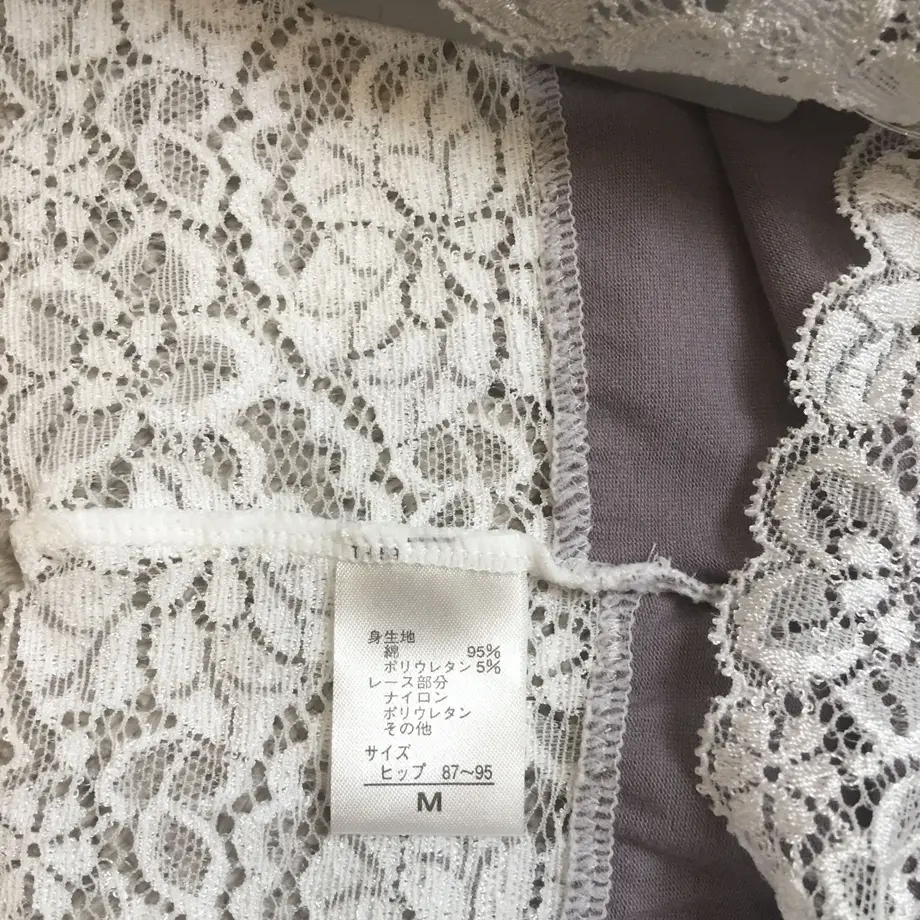 身生地
綿 95%
ポリウレタン 5%
レース部分
ナイロン
ポリウレタン
その他
サイズ
ヒップ 87〜95
M